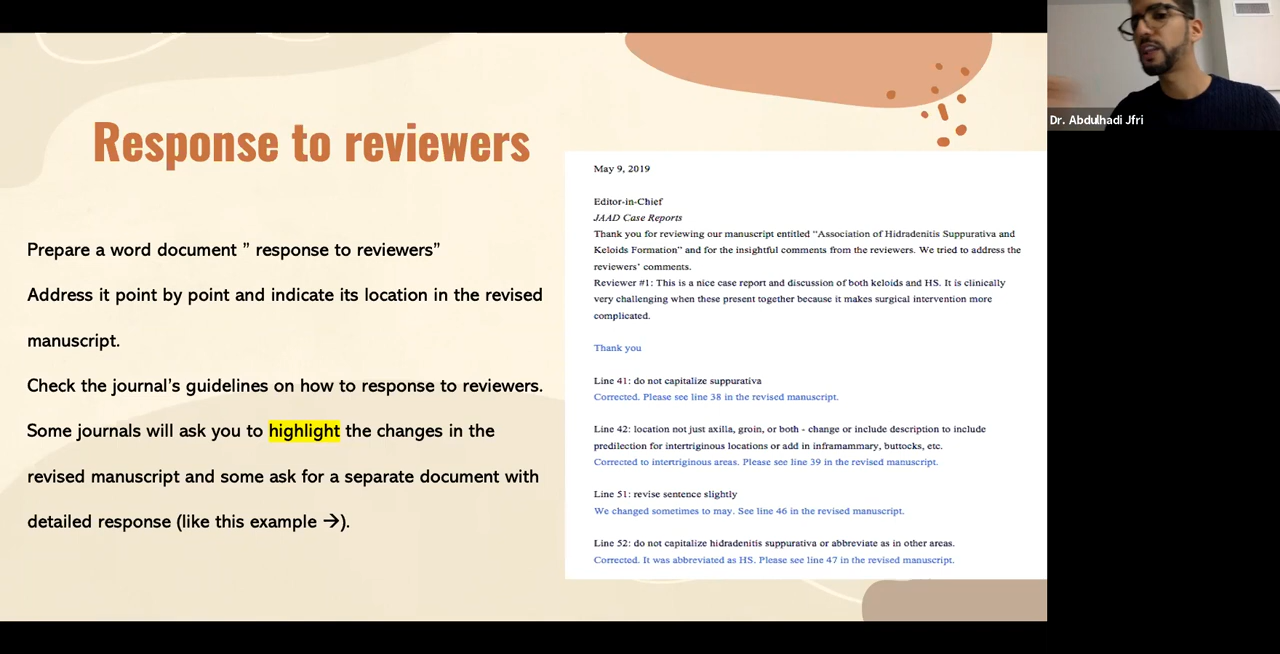 Response to reviewers
Prepare a word document ” response to reviewers”
Address it point by point and indicate its location in the revised
manuscript.
Check the journal’s guidelines on how to response to reviewers.
Some journals will ask you to highlight the changes in the
revised manuscript and some ask for a separate document with
detailed response (like this example →).
May 9, 2019
Editor-in-Chief
JAAD Case Reports
Thank you for reviewing our manuscript entitled “Association of Hidradenitis Suppurativa and
Keloids Formation” and for the insightful comments from the reviewers. We tried to address the
reviewers’ comments.
Reviewer #1: This is a nice case report and discussion of both keloids and HS. It is clinically
very challenging when these present together because it makes surgical intervention more
complicated.
Thank you
Line 41: do not capitalize suppurativa
Corrected. Please see line 38 in the revised manuscript.
Line 42: location not just axilla, groin, or both - change or include description to include
predilection for intertriginous locations or add in inframammary, buttocks, etc.
Corrected to intertriginous areas. Please see line 39 in the revised manuscript.
Line 51: revise sentence slightly
We changed sometimes to may. See line 46 in the revised manuscript.
Line 52: do not capitalize hidradenitis suppurativa or abbreviate as in other areas.
Corrected. It was abbreviated as HS. Please see line 47 in the revised manuscript.
Dr. Abdulhadi Jfri